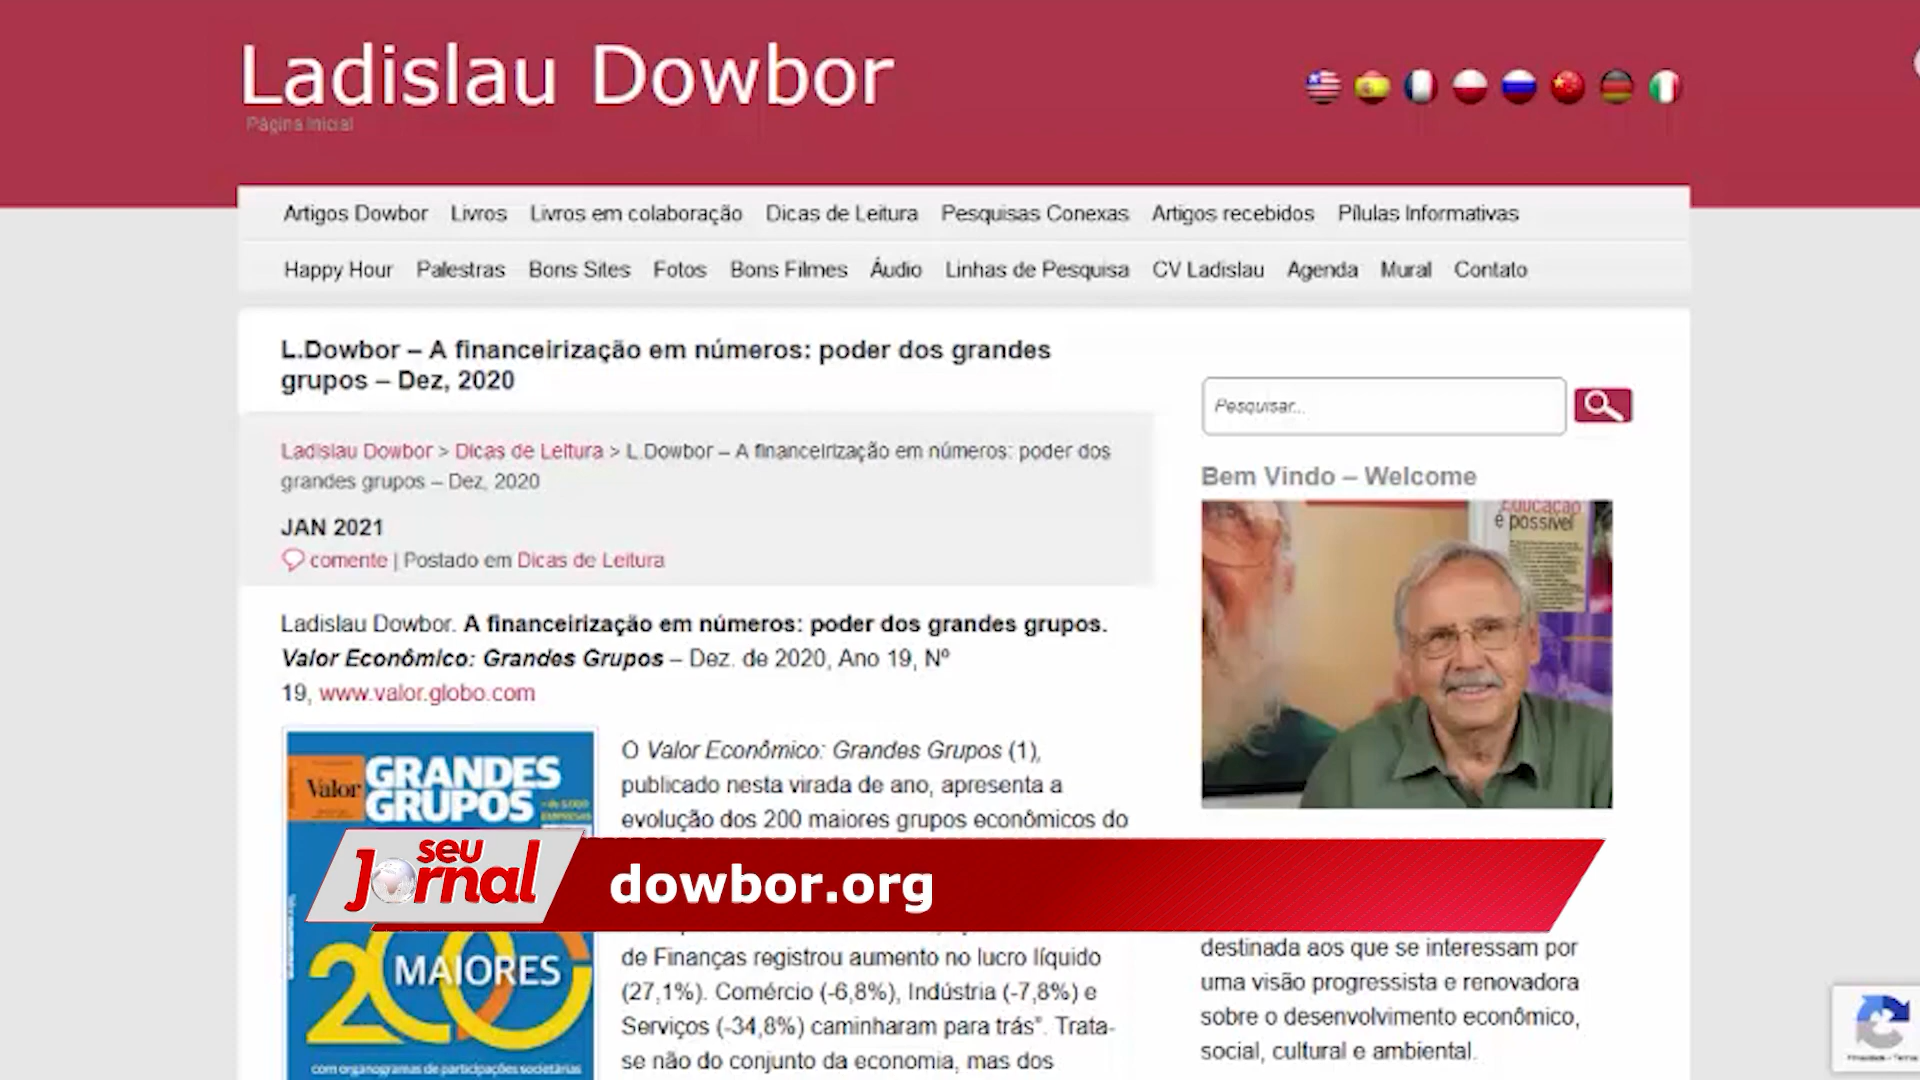 Ladislau Dowbor
Página Inicial
Artigos Dowbor Livros Livros em colaboração Dicas de Leitura Pesquisas Conexas Artigos recebidos Pílulas Informativas
Happy Hour Palestras Bons Sites Fotos Bons Filmes Áudio Linhas de Pesquisa CV Ladislau Agenda Mural Contato
L.Dowbor – A financeirização em números: poder dos grandes
grupos – Dez, 2020
Ladislau Dowbor > Dicas de Leitura > L.Dowbor – A financeirização em números: poder dos
grandes grupos – Dez, 2020
JAN 2021
comente | Postado em Dicas de Leitura
Ladislau Dowbor. A financeirização em números: poder dos grandes grupos.
Valor Econômico: Grandes Grupos – Dez. de 2020, Ano 19, Nº
19, www.valor.globo.com
Valor
GRANDES
GRUPOS
200 MAIORES
com organogramas de participações societárias
O Valor Econômico: Grandes Grupos (1),
publicado nesta virada de ano, apresenta a
evolução dos 200 maiores grupos econômicos do
de Finanças registrou aumento no lucro líquido
(27,1%). Comércio (-6,8%), Indústria (-7,8%) e
Serviços (-34,8%) caminharam para trás". Trata-
se não do conjunto da economia, mas dos
Pesquisar...
Bem Vindo – Welcome
Educação
é possível
destinada aos que se interessam por
uma visão progressista e renovadora
sobre o desenvolvimento econômico,
social, cultural e ambiental.
seu
Jornal
dowbor.org